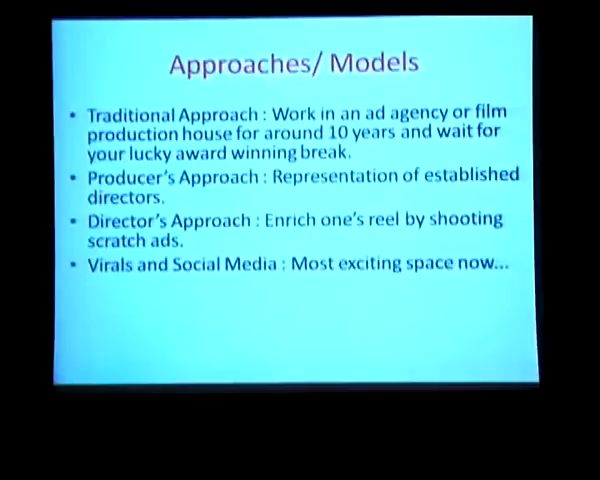 Approaches/ Models
• Traditional Approach : Work in an ad agency or film
production house for around 10 years and wait for
your lucky award winning break.
• Producer's Approach : Representation of established
directors.
• Director's Approach : Enrich one's reel by shooting
scratch ads.
• Virals and Social Media : Most exciting space now...